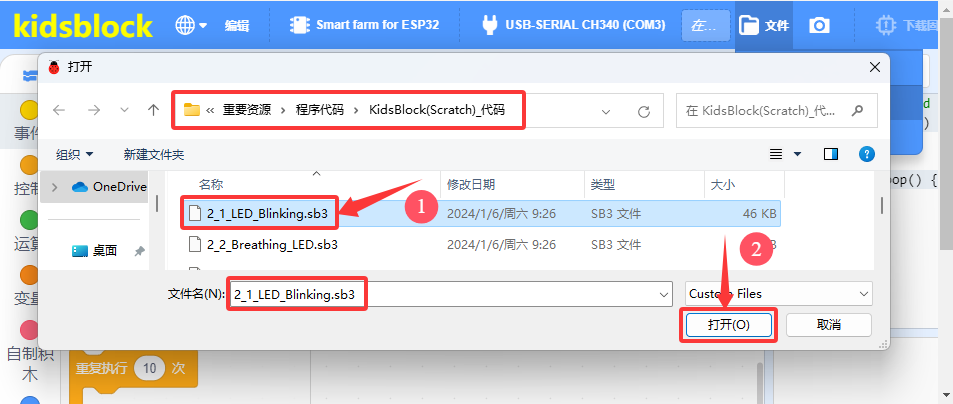 kidsblock 编辑 Smart farm for ESP32 USB-SERIAL CH340 (COM3) 在... 文件
打开
« 重要资源 › 程序代码 › KidsBlock(Scratch)_代码
在 KidsBlock(Scratch)_代...
组织 新建文件夹
OneDrive
桌面
名称 修改日期 类型 大小
2_1_LED_Blinking.sb3 2024/1/6/周六 9:26 SB3 文件 46 KB
1
2_2_Breathing_LED.sb3 2024/1/6/周六 9:26 SB3 文件
2
文件名(N): 2_1_LED_Blinking.sb3 Custom Files
打开(O) 取消
事件
控制
运算
变量
自制积
木
重复执行 10 次
oop() {